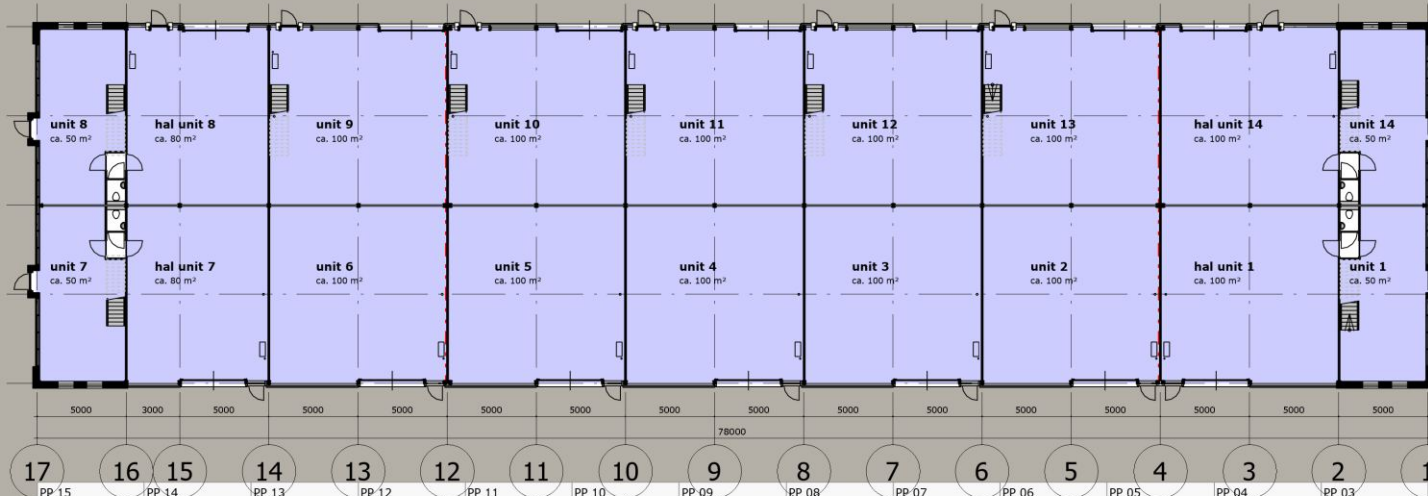 unit 8
ca. 50 m²
hal unit 8
ca. 80 m²
unit 9
ca. 100 m²
unit 10
ca. 100 m²
unit 11
ca. 100 m²
unit 12
ca. 100 m²
unit 13
ca. 100 m²
hal unit 14
ca. 100 m²
unit 14
ca. 50 m²
unit 7
ca. 50 m²
hal unit 7
ca. 80 m²
unit 6
ca. 100 m²
unit 5
ca. 100 m²
unit 4
ca. 100 m²
unit 3
ca. 100 m²
unit 2
ca. 100 m²
hal unit 1
ca. 100 m²
unit 1
ca. 50 m²
5000 3000 5000 5000 5000 5000 5000 5000 5000 5000 5000 5000 5000 5000 5000 5000
78000
17 16 15 14 13 12 11 10 9 8 7 6 5 4 3 2 1
PP 15 PP 14 PP 13 PP 12 PP 11 PP 10 PP 09 PP 08 PP 07 PP 06 PP 05 PP 04 PP 03